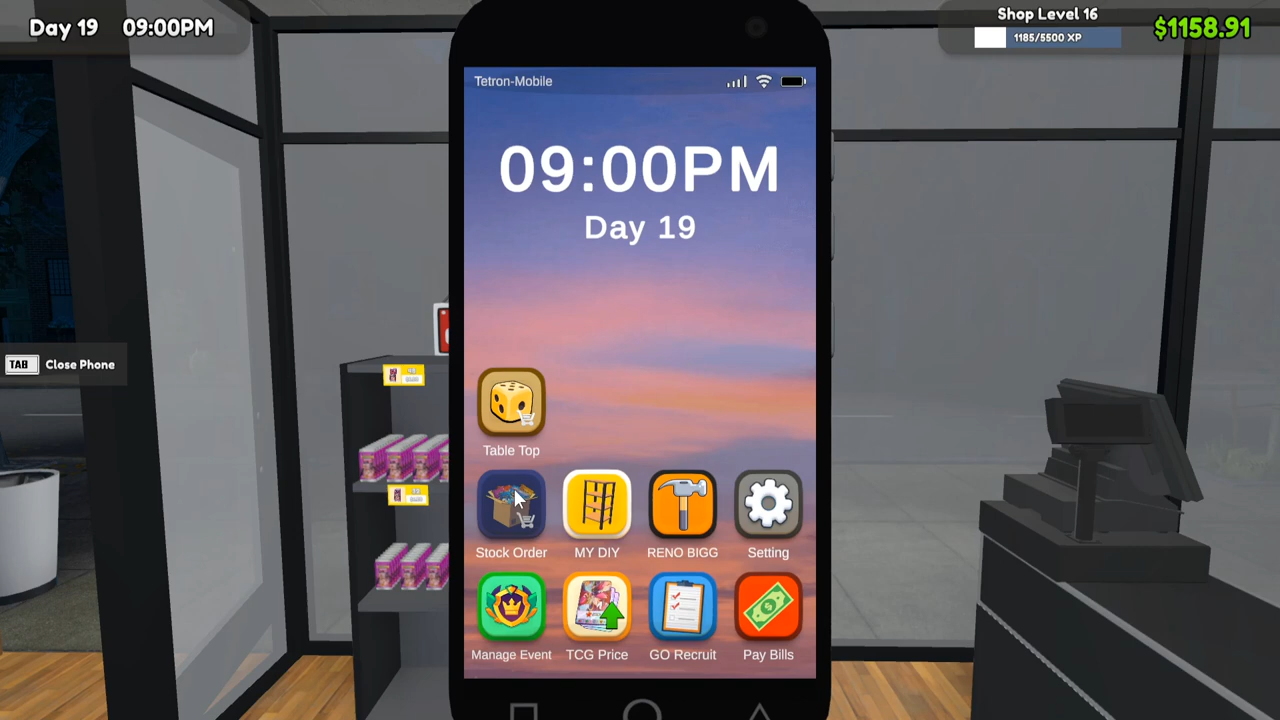 Day 19 09:00PM
Shop Level 16
1185/5500 XP
$1158.91
Tetron-Mobile
09:00PM
Day 19
TAB Close Phone
Table Top
Stock Order MY DIY RENO BIGG Setting
Manage Event TCG Price GO Recruit Pay Bills